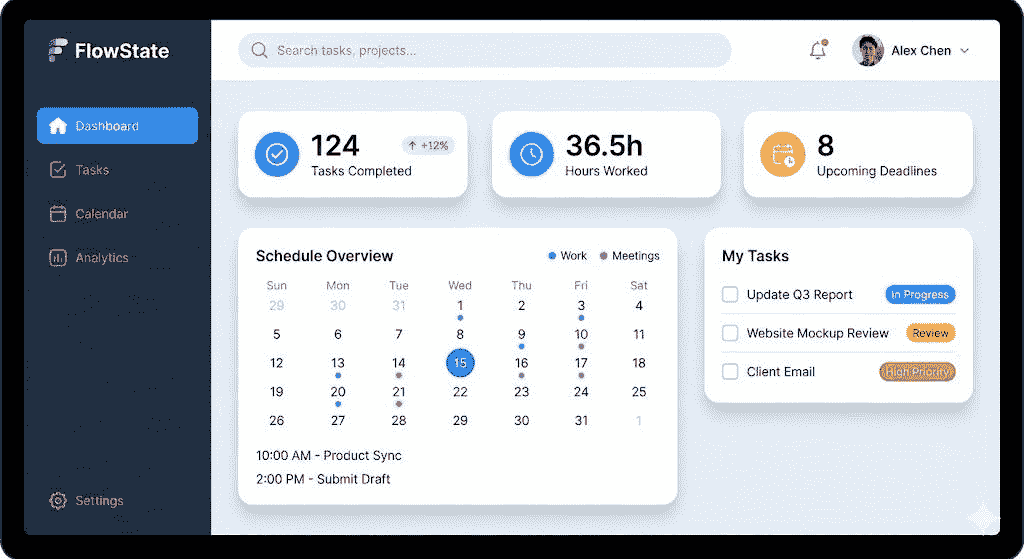 FlowState
Search tasks, projects...
Alex Chen
Dashboard
Tasks
Calendar
Analytics
Settings
124
+12%
Tasks Completed
36.5h
Hours Worked
8
Upcoming Deadlines
Schedule Overview
Work Meetings
Sun Mon Tue Wed Thu Fri Sat
29 30 31 1 2 3 4
5 6 7 8 9 10 11
12 13 14 15 16 17 18
19 20 21 22 23 24 25
26 27 28 29 30 31 1
10:00 AM - Product Sync
2:00 PM - Submit Draft
My Tasks
Update Q3 Report In Progress
Website Mockup Review Review
Client Email High Priority